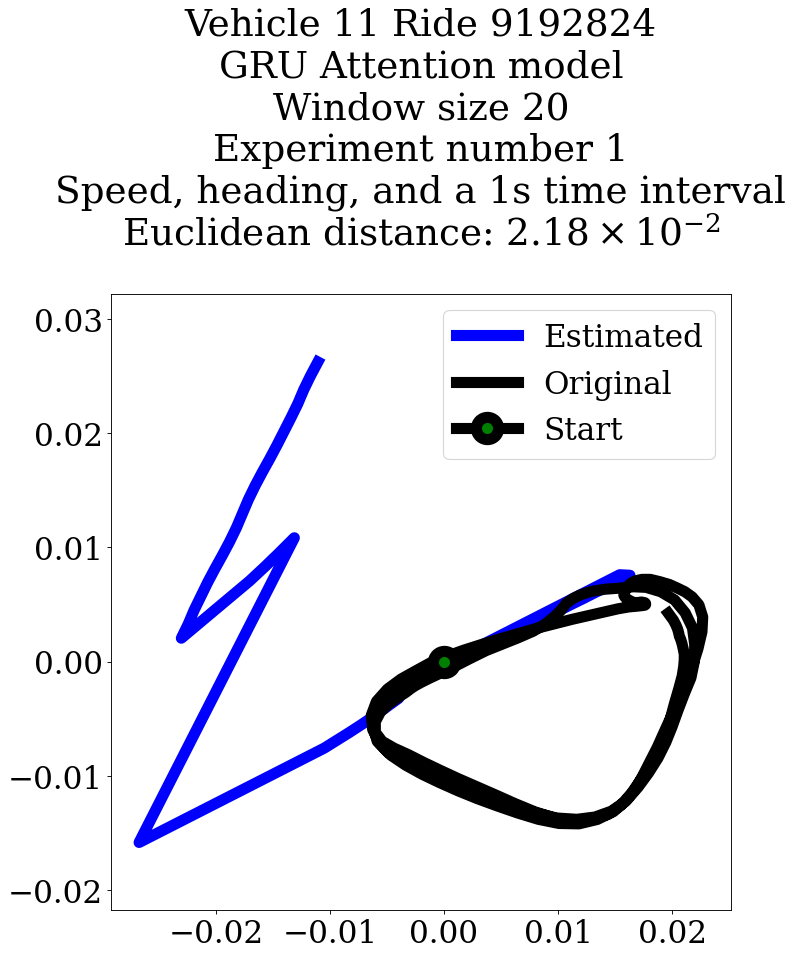 Vehicle 11 Ride 9192824
GRU Attention model
Window size 20
Experiment number 1
Speed, heading, and a 1s time interval
Euclidean distance: 2.18 × 10⁻²
Estimated
Original
Start
0.03
0.02
0.01
0.00
−0.01
−0.02
−0.02 −0.01 0.00 0.01 0.02